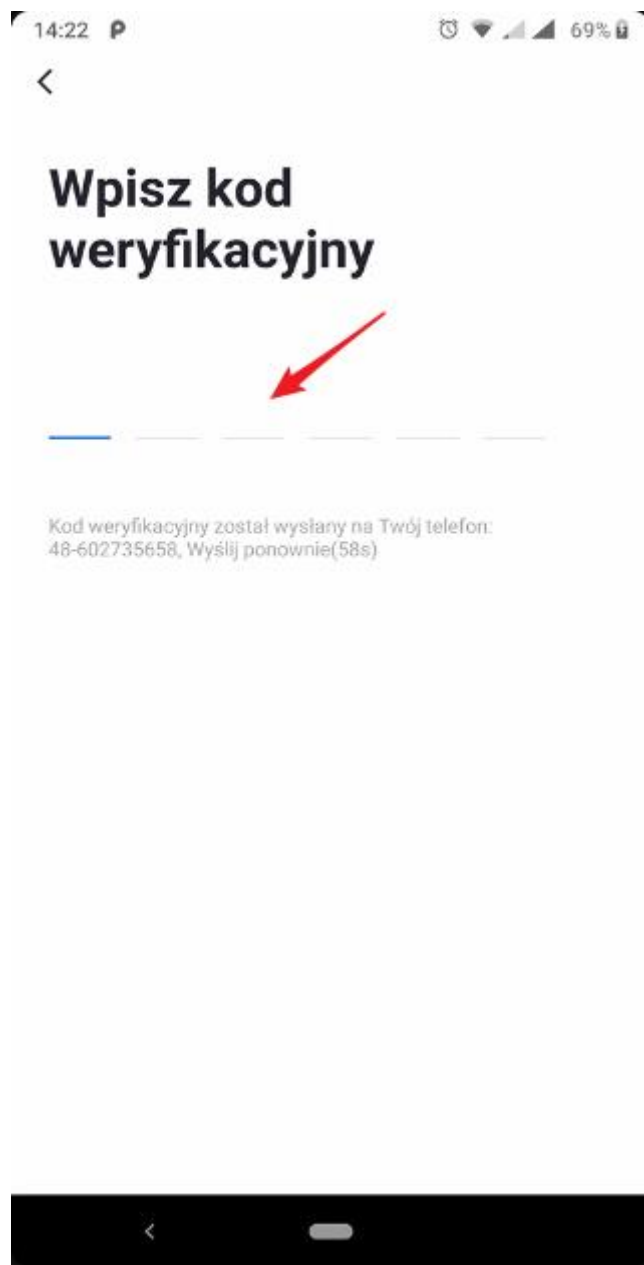 14:22 P 69%
Wpisz kod
weryfikacyjny
Kod weryfikacyjny został wysłany na Twój telefon:
48-602735658, Wyślij ponownie(58s)